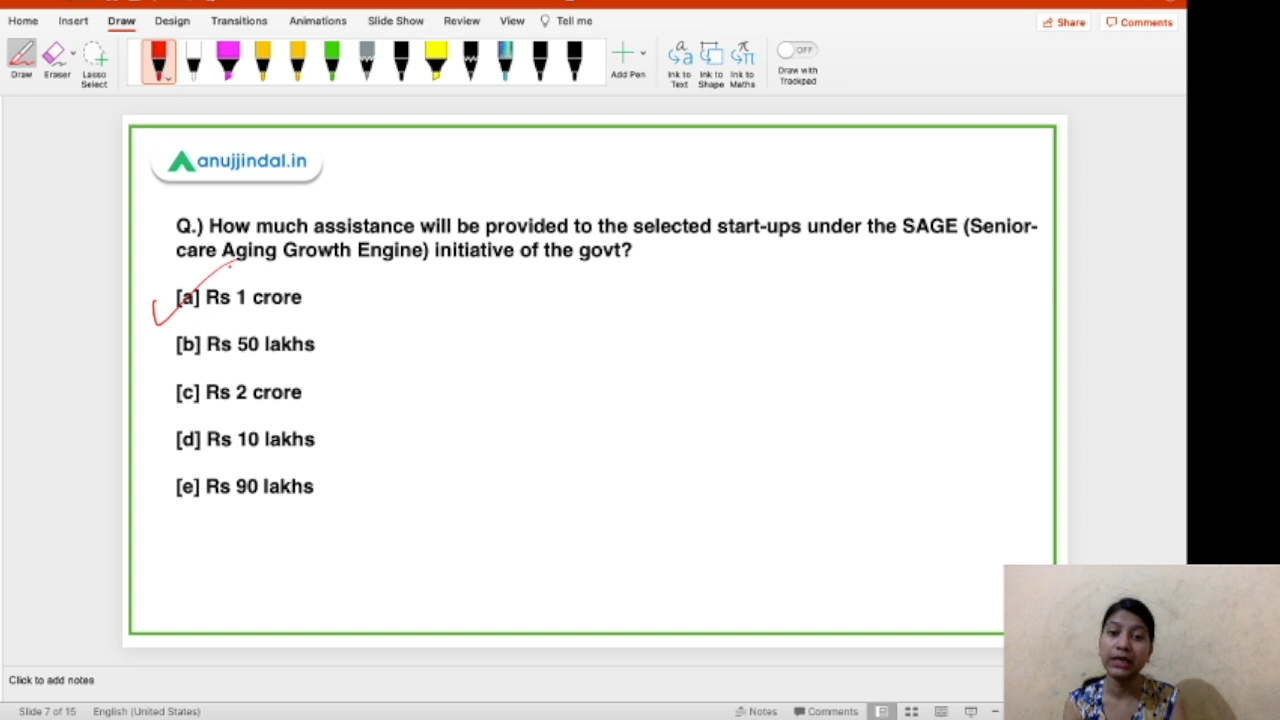 Home Insert Draw Design Transitions Animations Slide Show Review View Tell me Share Comments
Draw Eraser Lasso Select Add Pen Ink to Text Ink to Shape Ink to Maths OFF Draw with Trackpad
anujjindal.in
Q.) How much assistance will be provided to the selected start-ups under the SAGE (Senior-
care Aging Growth Engine) initiative of the govt?
[a] Rs 1 crore
[b] Rs 50 lakhs
[c] Rs 2 crore
[d] Rs 10 lakhs
[e] Rs 90 lakhs
Click to add notes
Slide 7 of 15 English (United States) Notes Comments